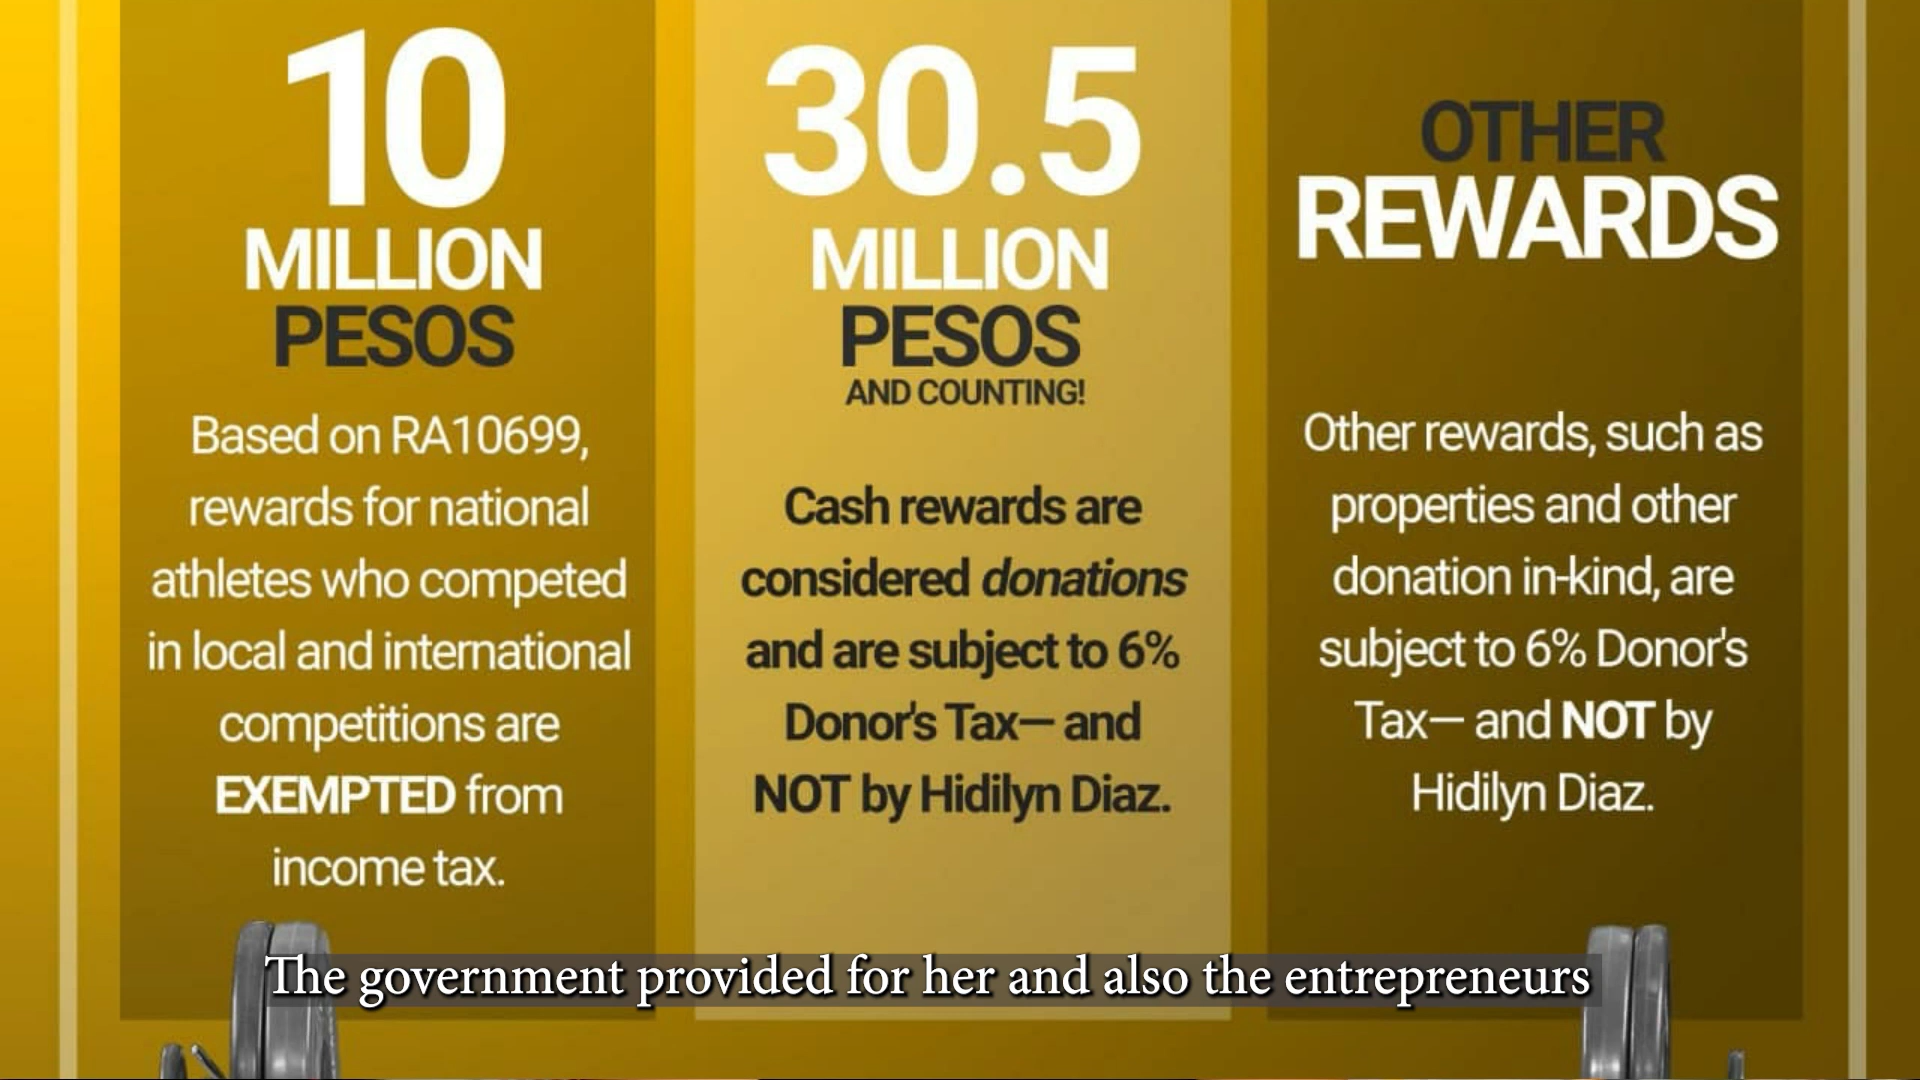 10
MILLION
PESOS
Based on RA10699,
rewards for national
athletes who competed
in local and international
competitions are
EXEMPTED from
income tax.
30.5
MILLION
PESOS
AND COUNTING!
Cash rewards are
considered donations
and are subject to 6%
Donor's Tax— and
NOT by Hidilyn Diaz.
OTHER
REWARDS
Other rewards, such as
properties and other
donation in-kind, are
subject to 6% Donor's
Tax— and NOT by
Hidilyn Diaz.
The government provided for her and also the entrepreneurs